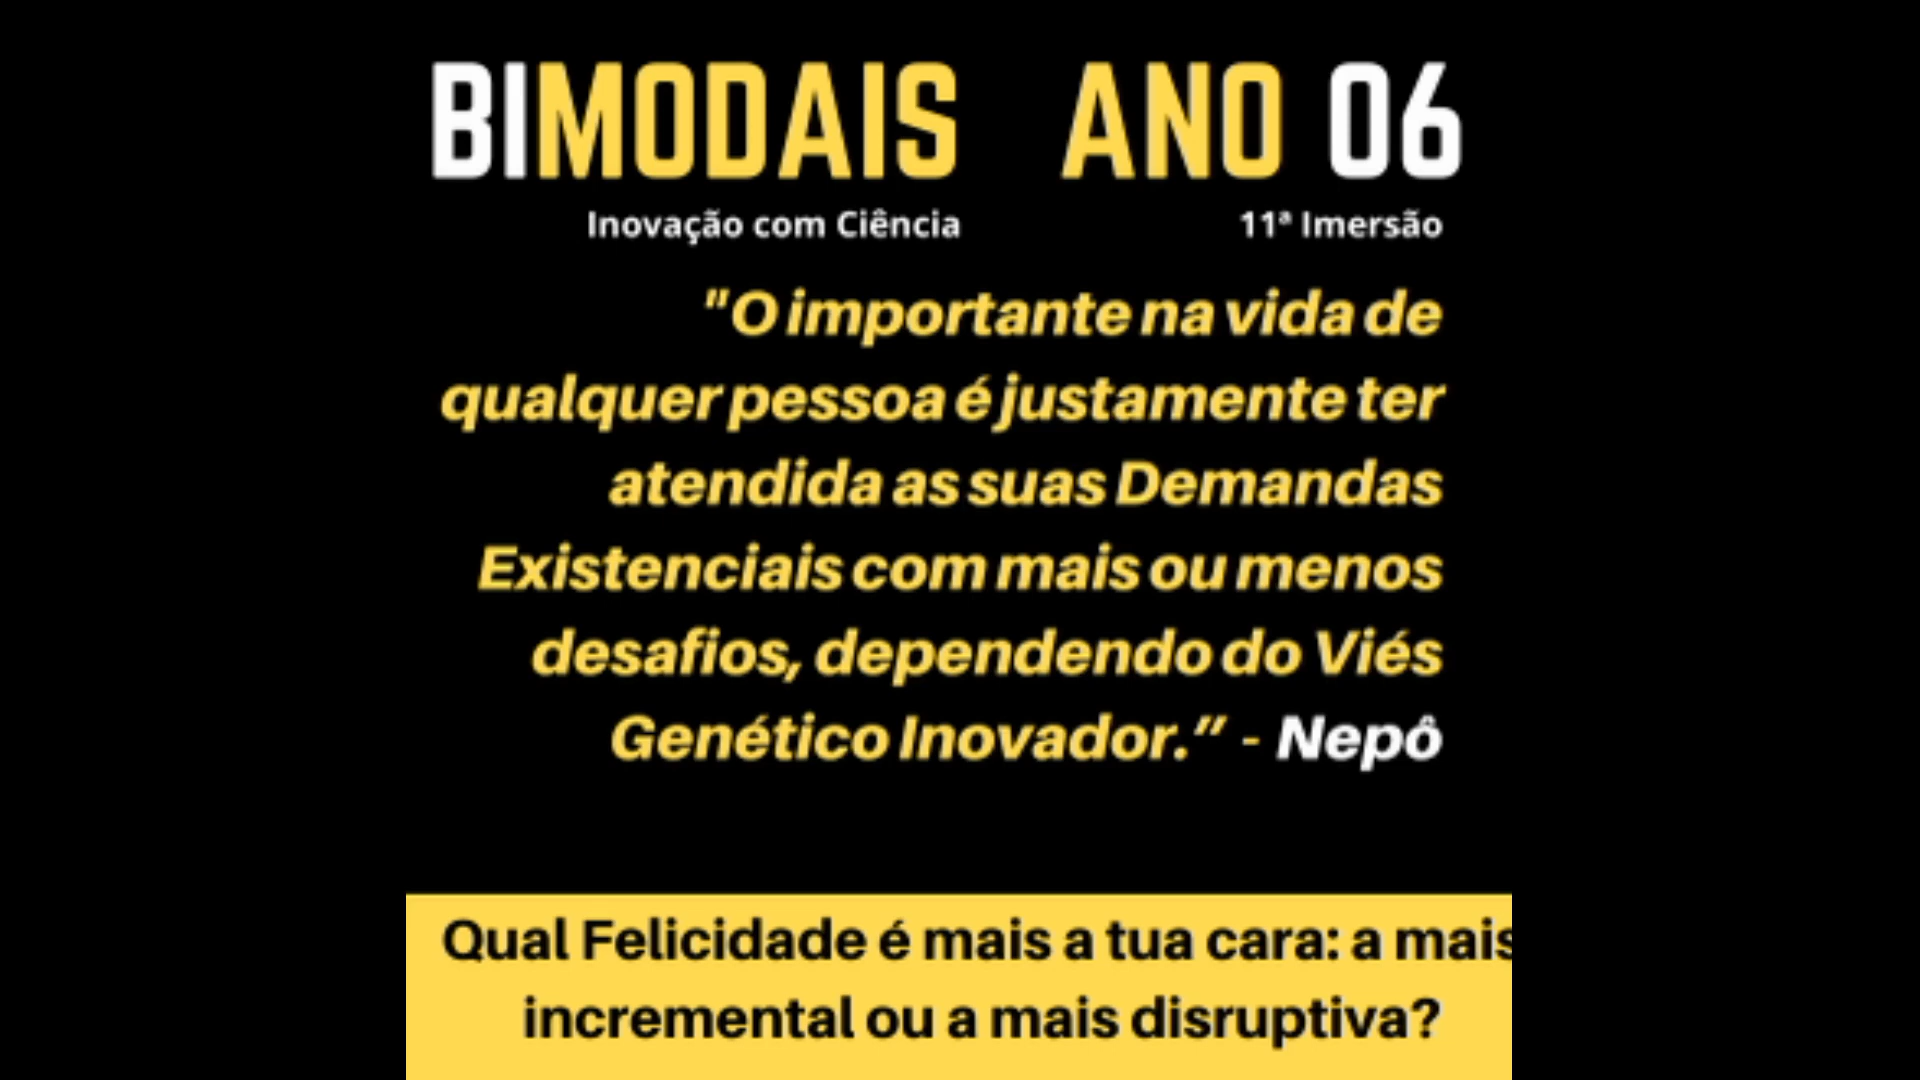 BIMODAIS ANO 06
Inovação com Ciência 11ª Imersão
"O importante na vida de
qualquer pessoa é justamente ter
atendida as suas Demandas
Existenciais com mais ou menos
desafios, dependendo do Viés
Genético Inovador.” - Nepô
Qual Felicidade é mais a tua cara: a mais
incremental ou a mais disruptiva?